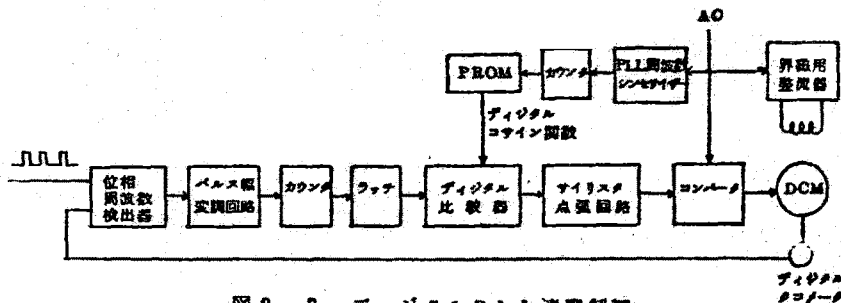 AC
PROM
カウンタ
PLL周波数
シンセサイザー
界磁用
整流器
ディジタル
コサイン関数
位相
周波数
検出器
パルス幅
変調回路
カウンタ
ラッチ
ディジタル
比較器
サイリスタ
点弧回路
コンバータ
DCM
ディジタル
タコメータ